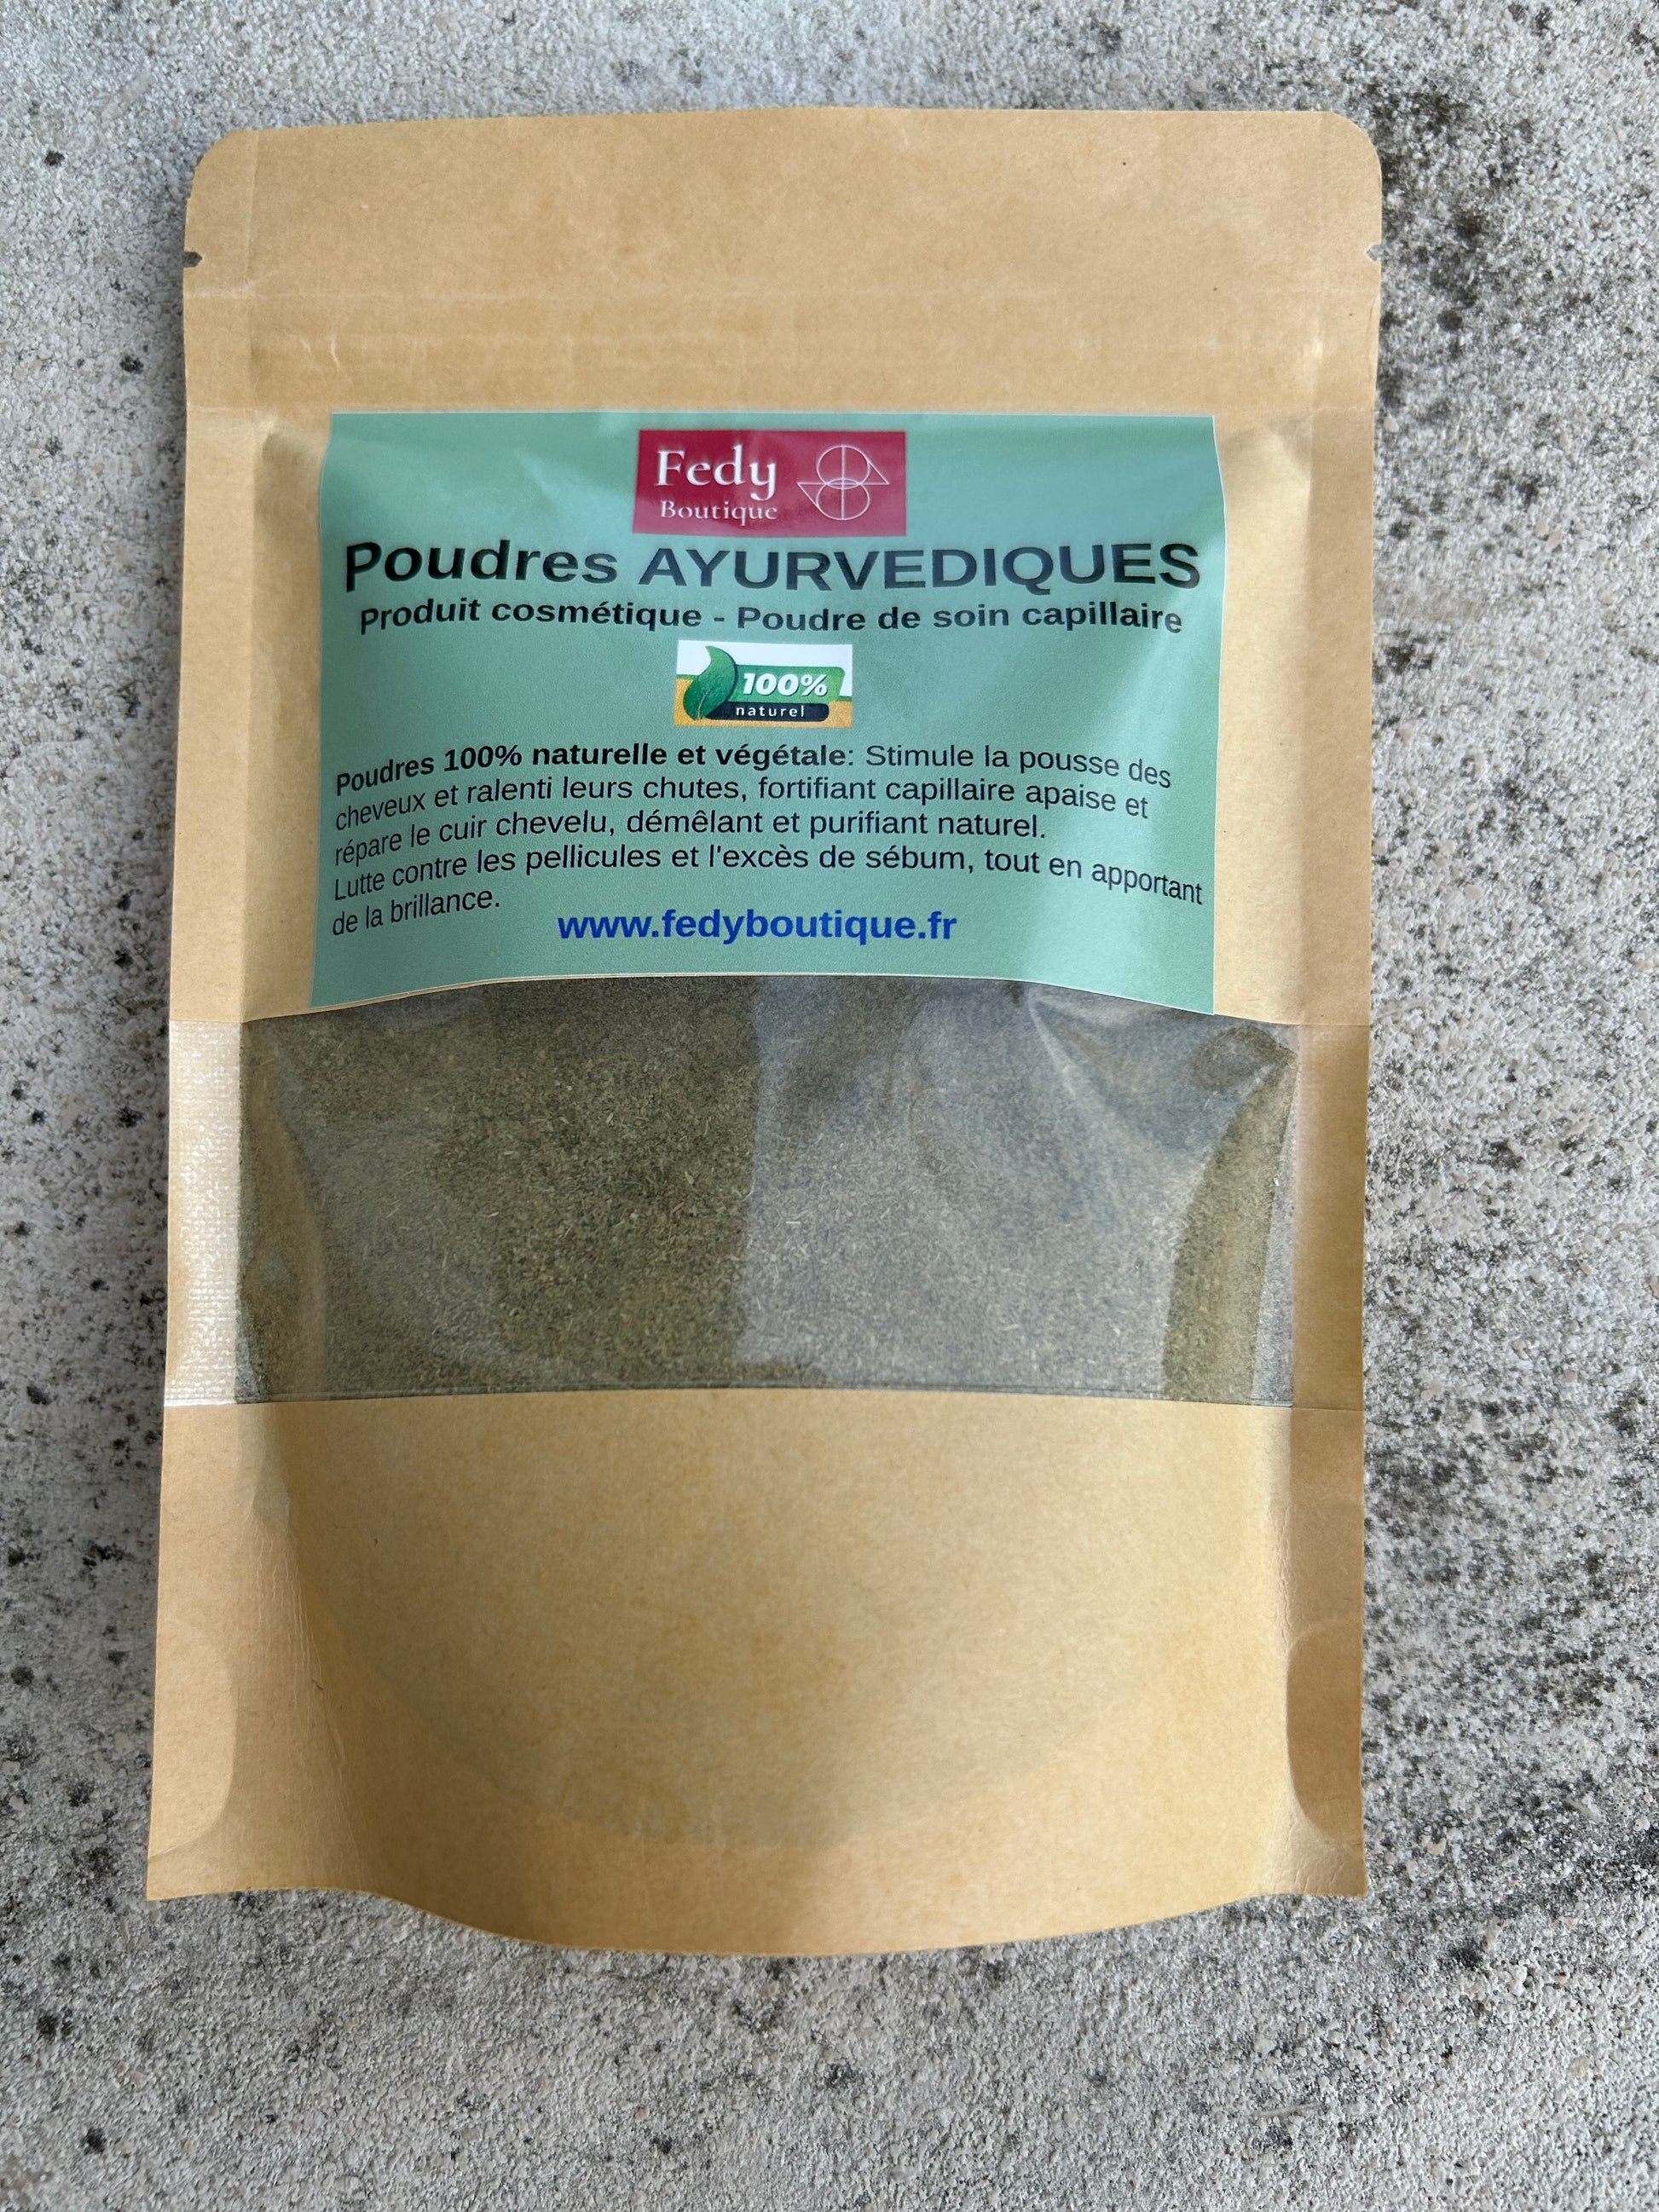 Fedy
Boutique
Poudres AYURVEDIQUES
Produit cosmétique - Poudre de soin capillaire
100%
naturel
Poudres 100% naturelle et végétale: Stimule la pousse des
cheveux et ralenti leurs chutes, fortifiant capillaire apaise et
répare le cuir chevelu, démêlant et purifiant naturel.
Lutte contre les pellicules et l'excès de sébum, tout en apportant
de la brillance.
www.fedyboutique.fr